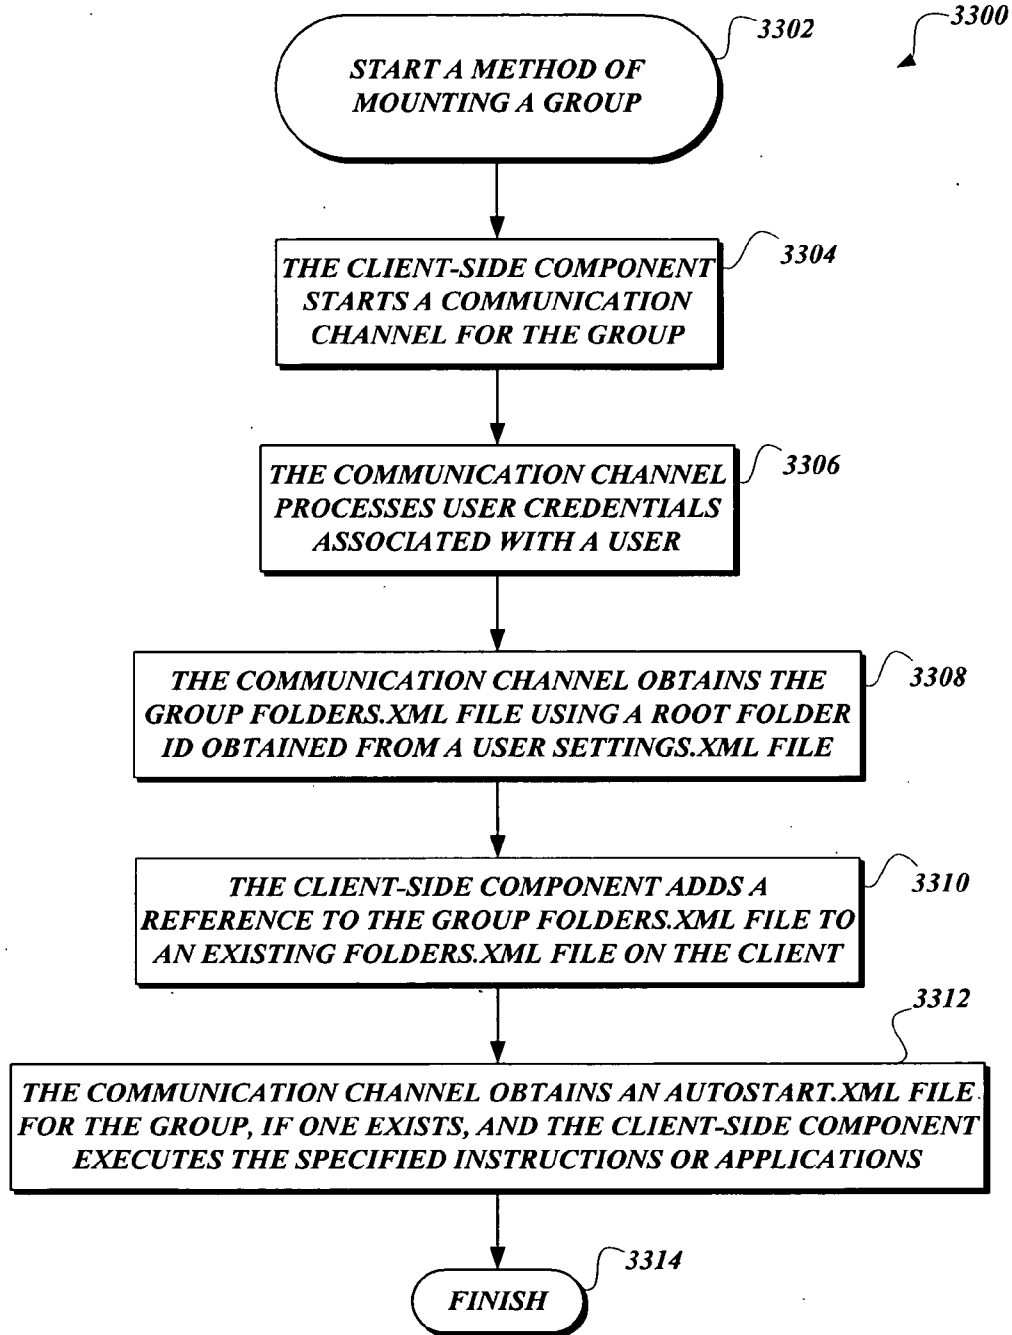 3300
3302
START A METHOD OF
MOUNTING A GROUP
3304
THE CLIENT-SIDE COMPONENT
STARTS A COMMUNICATION
CHANNEL FOR THE GROUP
3306
THE COMMUNICATION CHANNEL
PROCESSES USER CREDENTIALS
ASSOCIATED WITH A USER
3308
THE COMMUNICATION CHANNEL OBTAINS THE
GROUP FOLDERS.XML FILE USING A ROOT FOLDER
ID OBTAINED FROM A USER SETTINGS.XML FILE
3310
THE CLIENT-SIDE COMPONENT ADDS A
REFERENCE TO THE GROUP FOLDERS.XML FILE TO
AN EXISTING FOLDERS.XML FILE ON THE CLIENT
3312
THE COMMUNICATION CHANNEL OBTAINS AN AUTOSTART.XML FILE
FOR THE GROUP, IF ONE EXISTS, AND THE CLIENT-SIDE COMPONENT
EXECUTES THE SPECIFIED INSTRUCTIONS OR APPLICATIONS
3314
FINISH